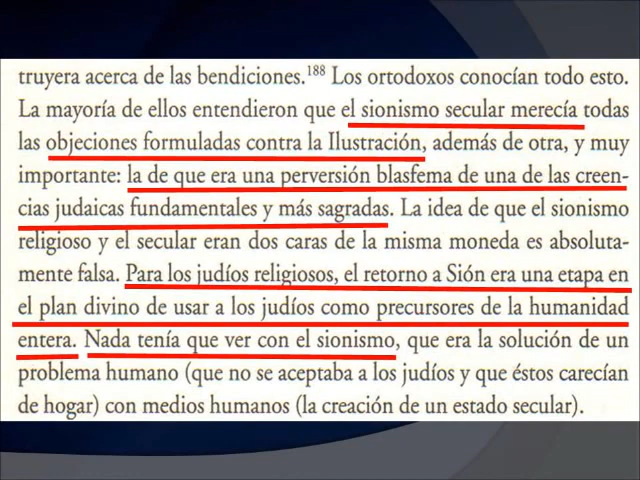 truyera acerca de las bendiciones.188 Los ortodoxos conocían todo esto.
La mayoría de ellos entendieron que el sionismo secular merecía todas
las objeciones formuladas contra la Ilustración, además de otra, y muy
importante: la de que era una perversión blasfema de una de las creen-
cias judaicas fundamentales y más sagradas. La idea de que el sionismo
religioso y el secular eran dos caras de la misma moneda es absoluta-
mente falsa. Para los judíos religiosos, el retorno a Sión era una etapa en
el plan divino de usar a los judíos como precursores de la humanidad
entera. Nada tenía que ver con el sionismo, que era la solución de un
problema humano (que no se aceptaba a los judíos y que éstos carecían
de hogar) con medios humanos (la creación de un estado secular).